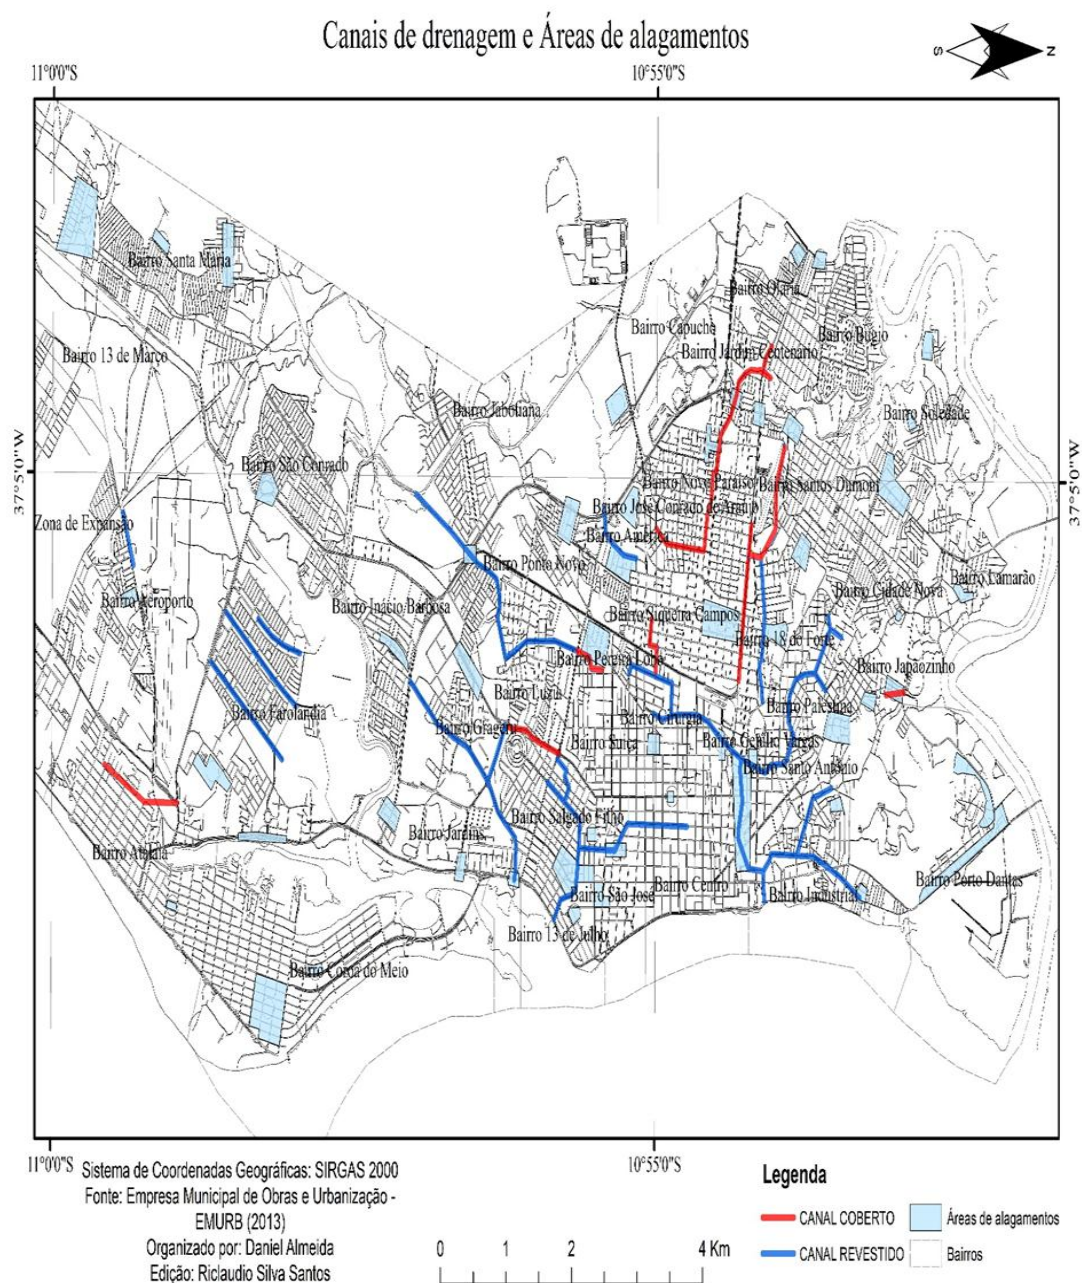 Canais de drenagem e Áreas de alagamentos
S N
11°0'0"S 10°55'0"S
Bairro Santa Maria
Bairro Olaria
Bairro Capucho
Bairro Bugio
Bairro 13 de Março
Bairro Jardim Centenário
Bairro Jabotiana
Bairro Soledade
37°5'0"W
37°5'0"W
Bairro São Conrado
Bairro Novo Paraíso
Bairro Santos Dumont
Bairro José Conrado de Araújo
Zona de Expansão
Bairro América
Bairro Ponto Novo
Bairro Lamarão
Bairro Cidade Nova
Bairro Aeroporto
Bairro Inácio Barbosa
Bairro Siqueira Campos
Bairro 18 do Forte
Bairro Pereira Lobo
Bairro Japãozinho
Bairro Luzia
Bairro Palestina
Bairro Farolândia
Bairro Cirurgia
Bairro Grageru
Bairro Suíça
Bairro Getúlio Vargas
Bairro Santo Antônio
Bairro Salgado Filho
Bairro Jardins
Bairro Atalaia
Bairro Centro
Bairro Porto Dantas
Bairro São José
Bairro Industrial
Bairro 13 de Julho
Bairro Coroa do Meio
11°0'0"S 10°55'0"S
Sistema de Coordenadas Geográficas: SIRGAS 2000
Fonte: Empresa Municipal de Obras e Urbanização -
EMURB (2013)
Organizado por: Daniel Almeida
Edição: Riclaudio Silva Santos
0 1 2 4 Km
Legenda
CANAL COBERTO
Áreas de alagamentos
CANAL REVESTIDO
Bairros